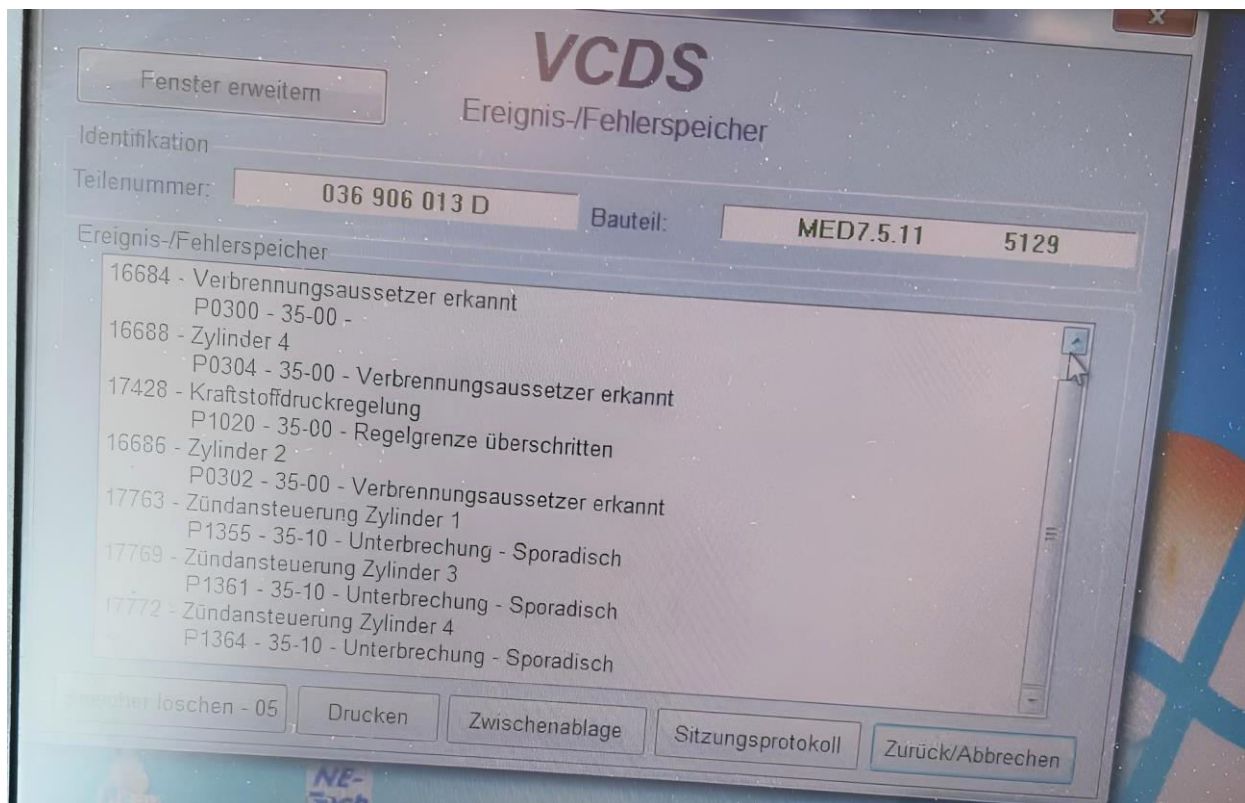 VCDS
Fenster erweitern
Ereignis-/Fehlerspeicher
Identifikation
Teilenummer: 036 906 013 D Bauteil: MED7.5.11 5129
Ereignis-/Fehlerspeicher
16684 - Verbrennungsaussetzer erkannt
P0300 - 35-00 -
16688 - Zylinder 4
P0304 - 35-00 - Verbrennungsaussetzer erkannt
17428 - Kraftstoffdruckregelung
P1020 - 35-00 - Regelgrenze überschritten
16686 - Zylinder 2
P0302 - 35-00 - Verbrennungsaussetzer erkannt
17763 - Zündansteuerung Zylinder 1
P1355 - 35-10 - Unterbrechung - Sporadisch
17769 - Zündansteuerung Zylinder 3
P1361 - 35-10 - Unterbrechung - Sporadisch
17772 - Zündansteuerung Zylinder 4
P1364 - 35-10 - Unterbrechung - Sporadisch
löschen - 05 Drucken Zwischenablage Sitzungsprotokoll Zurück/Abbrechen
NE-